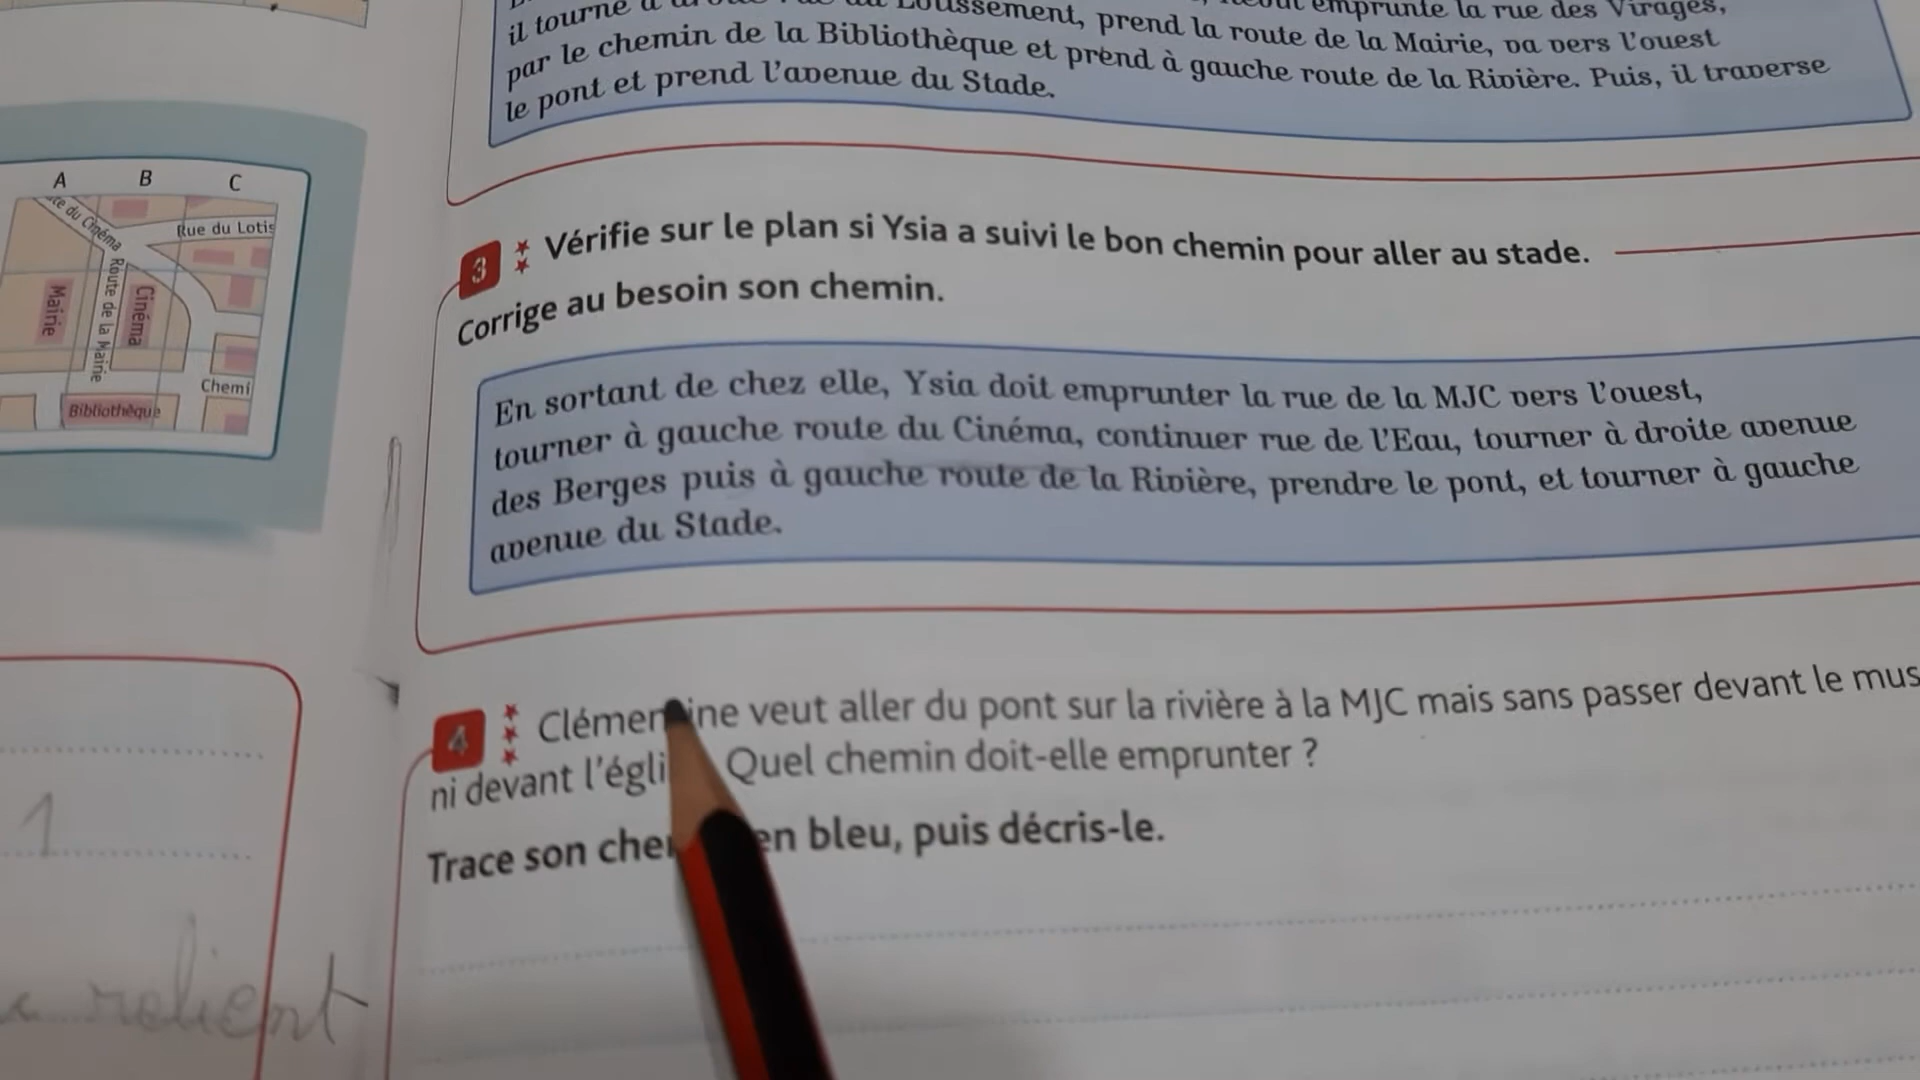 A B C
du Cinéma
Rue du Lotis
Mairie
Route de la Mairie
Cinéma
Chemi
Bibliothèque
1
relient
emprunte la rue des Virages,
il tourne à droite rue du Lotissement, prend la route de la Mairie, va vers l'ouest
par le chemin de la Bibliothèque et prend à gauche route de la Rivière. Puis, il traverse
le pont et prend l'avenue du Stade.
3 Vérifie sur le plan si Ysia a suivi le bon chemin pour aller au stade.
Corrige au besoin son chemin.
En sortant de chez elle, Ysia doit emprunter la rue de la MJC vers l'ouest,
tourner à gauche route du Cinéma, continuer rue de l'Eau, tourner à droite avenue
des Berges puis à gauche route de la Rivière, prendre le pont, et tourner à gauche
avenue du Stade.
4 Clémentine veut aller du pont sur la rivière à la MJC mais sans passer devant le mus
ni devant l'égli Quel chemin doit-elle emprunter ?
Trace son che en bleu, puis décris-le.